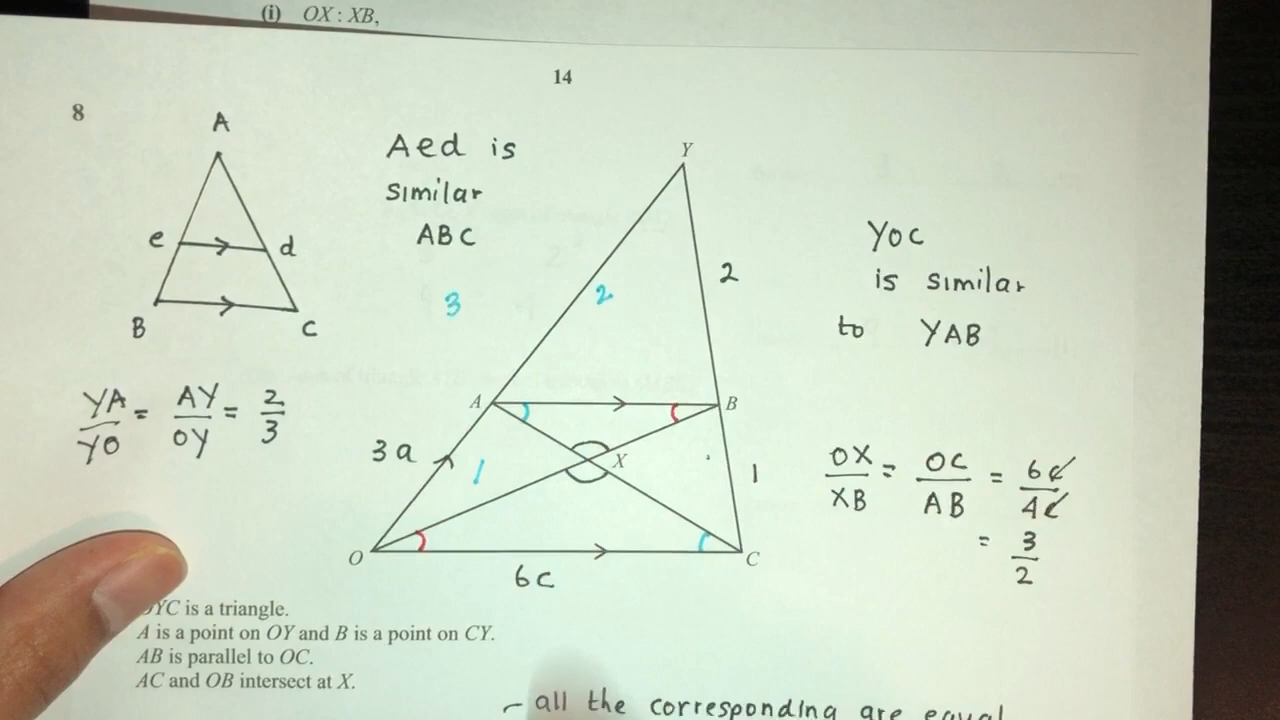 (i) OX : XB,
14
8
A
e
d
B
C
Aed is
similar
ABC
3
YA/YO = AY/OY = 2/3
Y
2
2
A
B
3a
1
X
1
O
C
6c
YOC
is similar
to YAB
OX/XB = OC/AB = 6c/4c
= 3/2
YC is a triangle.
A is a point on OY and B is a point on CY.
AB is parallel to OC.
AC and OB intersect at X.
- all the corresponding are equal